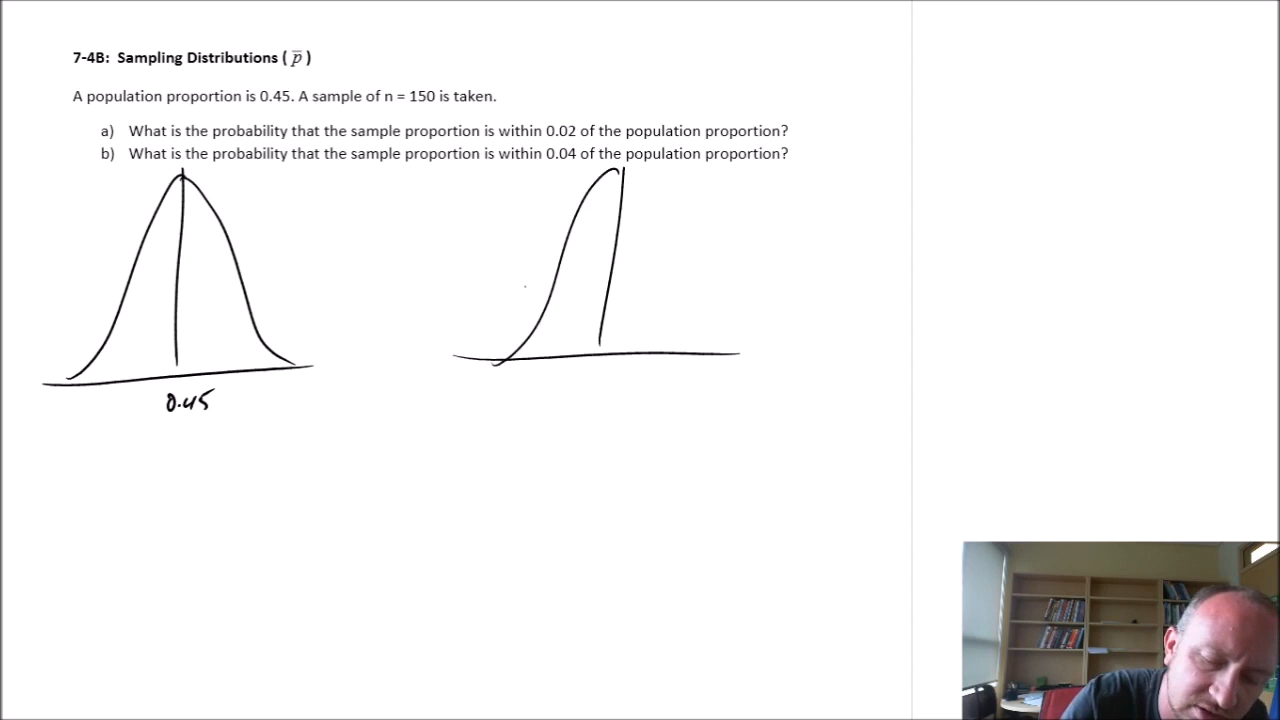 7-4B: Sampling Distributions ( p̅ )
A population proportion is 0.45. A sample of n = 150 is taken.
a) What is the probability that the sample proportion is within 0.02 of the population proportion?
b) What is the probability that the sample proportion is within 0.04 of the population proportion?
0.45